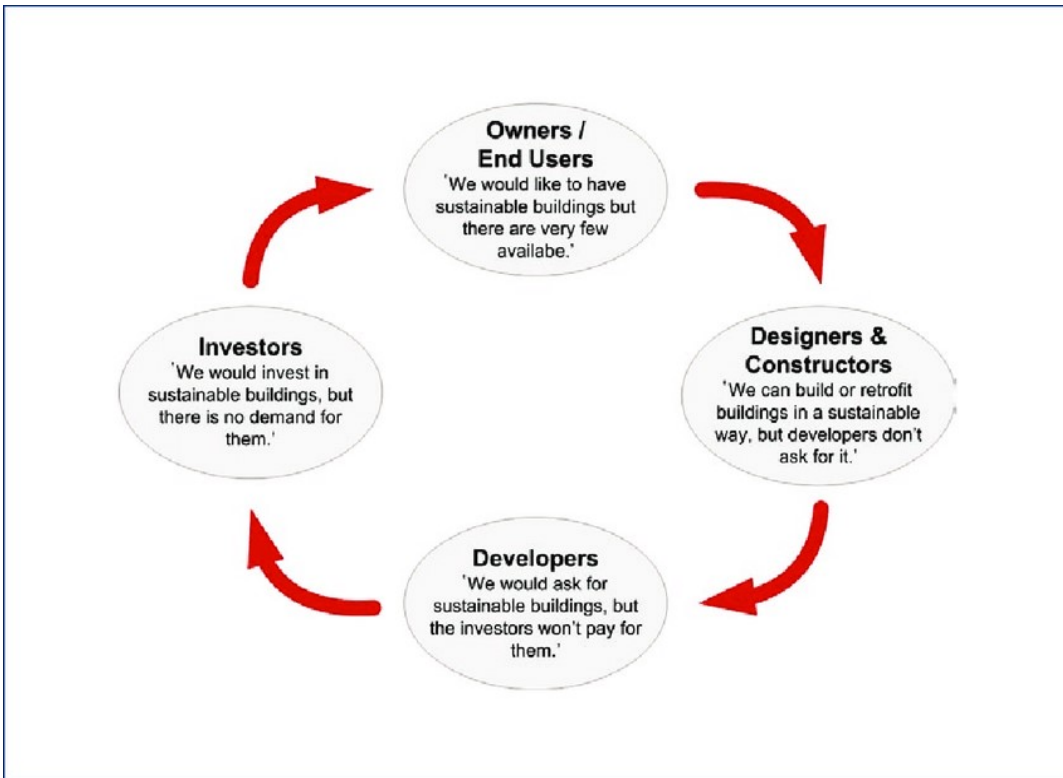 Owners /
End Users
'We would like to have
sustainable buildings but
there are very few
availabe.'
Designers &
Constructors
'We can build or retrofit
buildings in a sustainable
way, but developers don't
ask for it.'
Developers
'We would ask for
sustainable buildings, but
the investors won't pay for
them.'
Investors
'We would invest in
sustainable buildings, but
there is no demand for
them.'